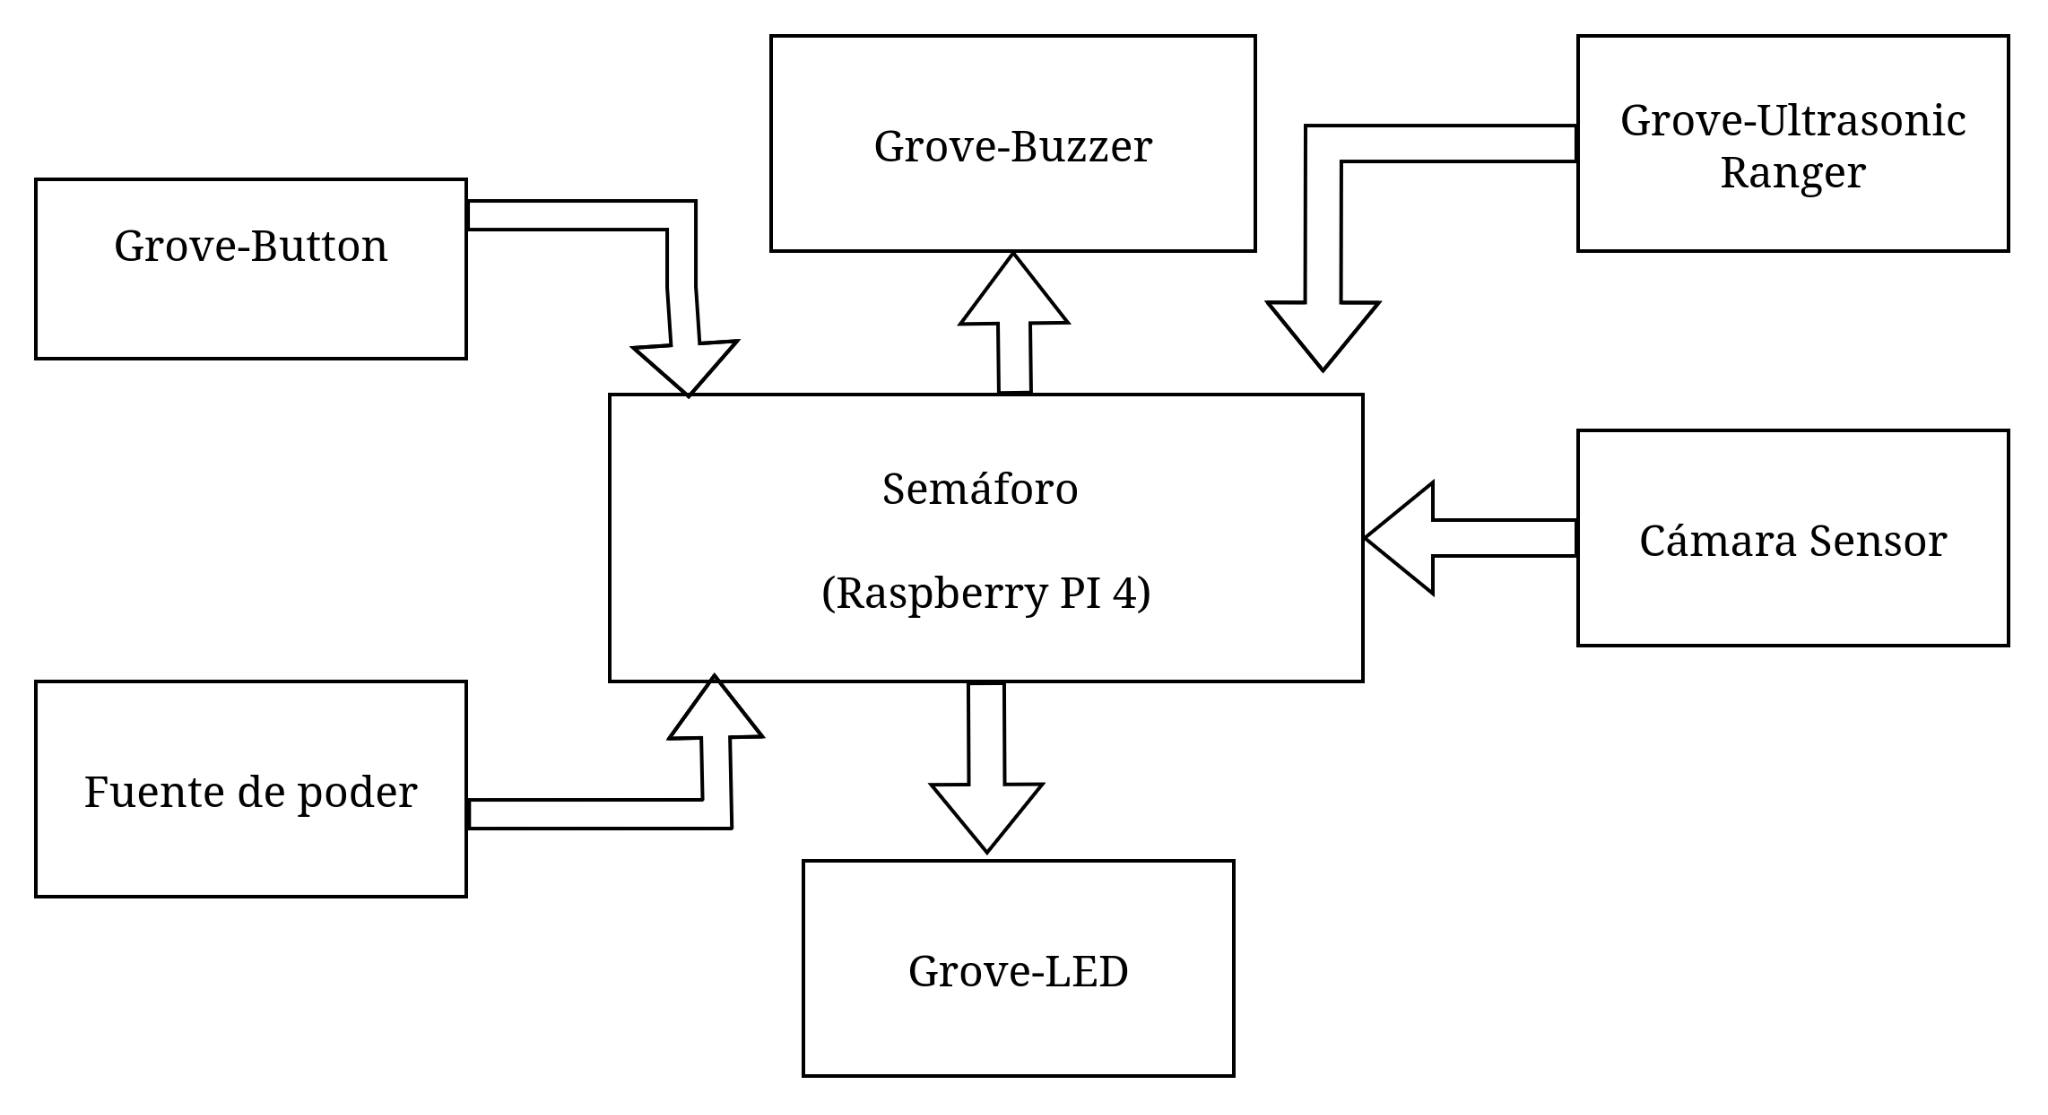 Grove-Buzzer
Grove-Ultrasonic
Ranger
Grove-Button
Semáforo
(Raspberry PI 4)
Cámara Sensor
Fuente de poder
Grove-LED